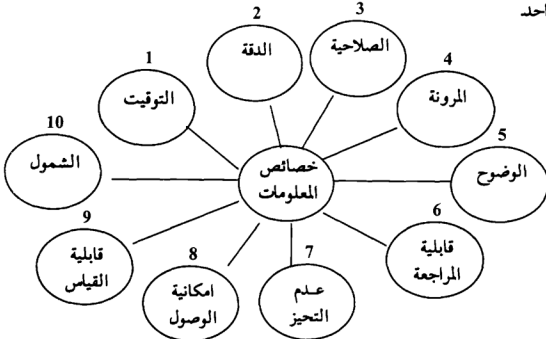 احد.
1
التوقيت
2
الدقة
3
الصلاحية
4
المرونة
5
الوضوح
6
قابلية
المراجعة
7
عـدم
التحيز
8
امكانية
الوصول
9
قابلية
القياس
10
الشمول
خصائص
المعلومات